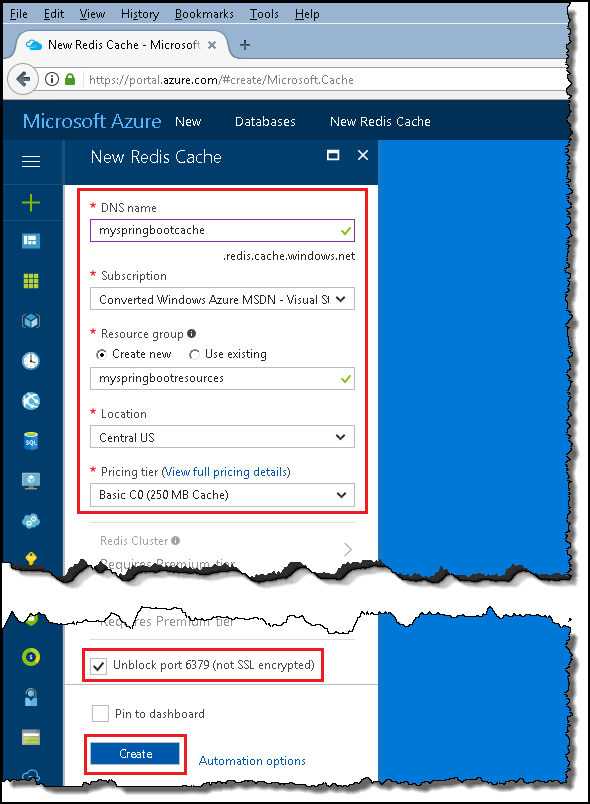 File Edit View History Bookmarks Tools Help
New Redis Cache - Microsoft
https://portal.azure.com/#create/Microsoft.Cache
Microsoft Azure New Databases New Redis Cache
New Redis Cache
* DNS name
myspringbootcache
.redis.cache.windows.net
* Subscription
Converted Windows Azure MSDN - Visual St
* Resource group
Create new Use existing
myspringbootresources
* Location
Central US
* Pricing tier (View full pricing details)
Basic C0 (250 MB Cache)
Redis Cluster
Requires Premium tier
SQL
Requires Premium tier
Unblock port 6379 (not SSL encrypted)
Pin to dashboard
Create
Automation options